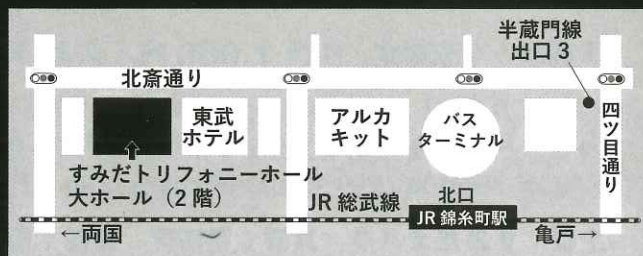 半蔵門線
出口3
北斎通り
東武
ホテル
アルカ
キット
バス
ターミナル
四ツ目通り
すみだトリフォニーホール
大ホール（2階）
JR 総武線
北口
JR 錦糸町駅
←両国
亀戸→